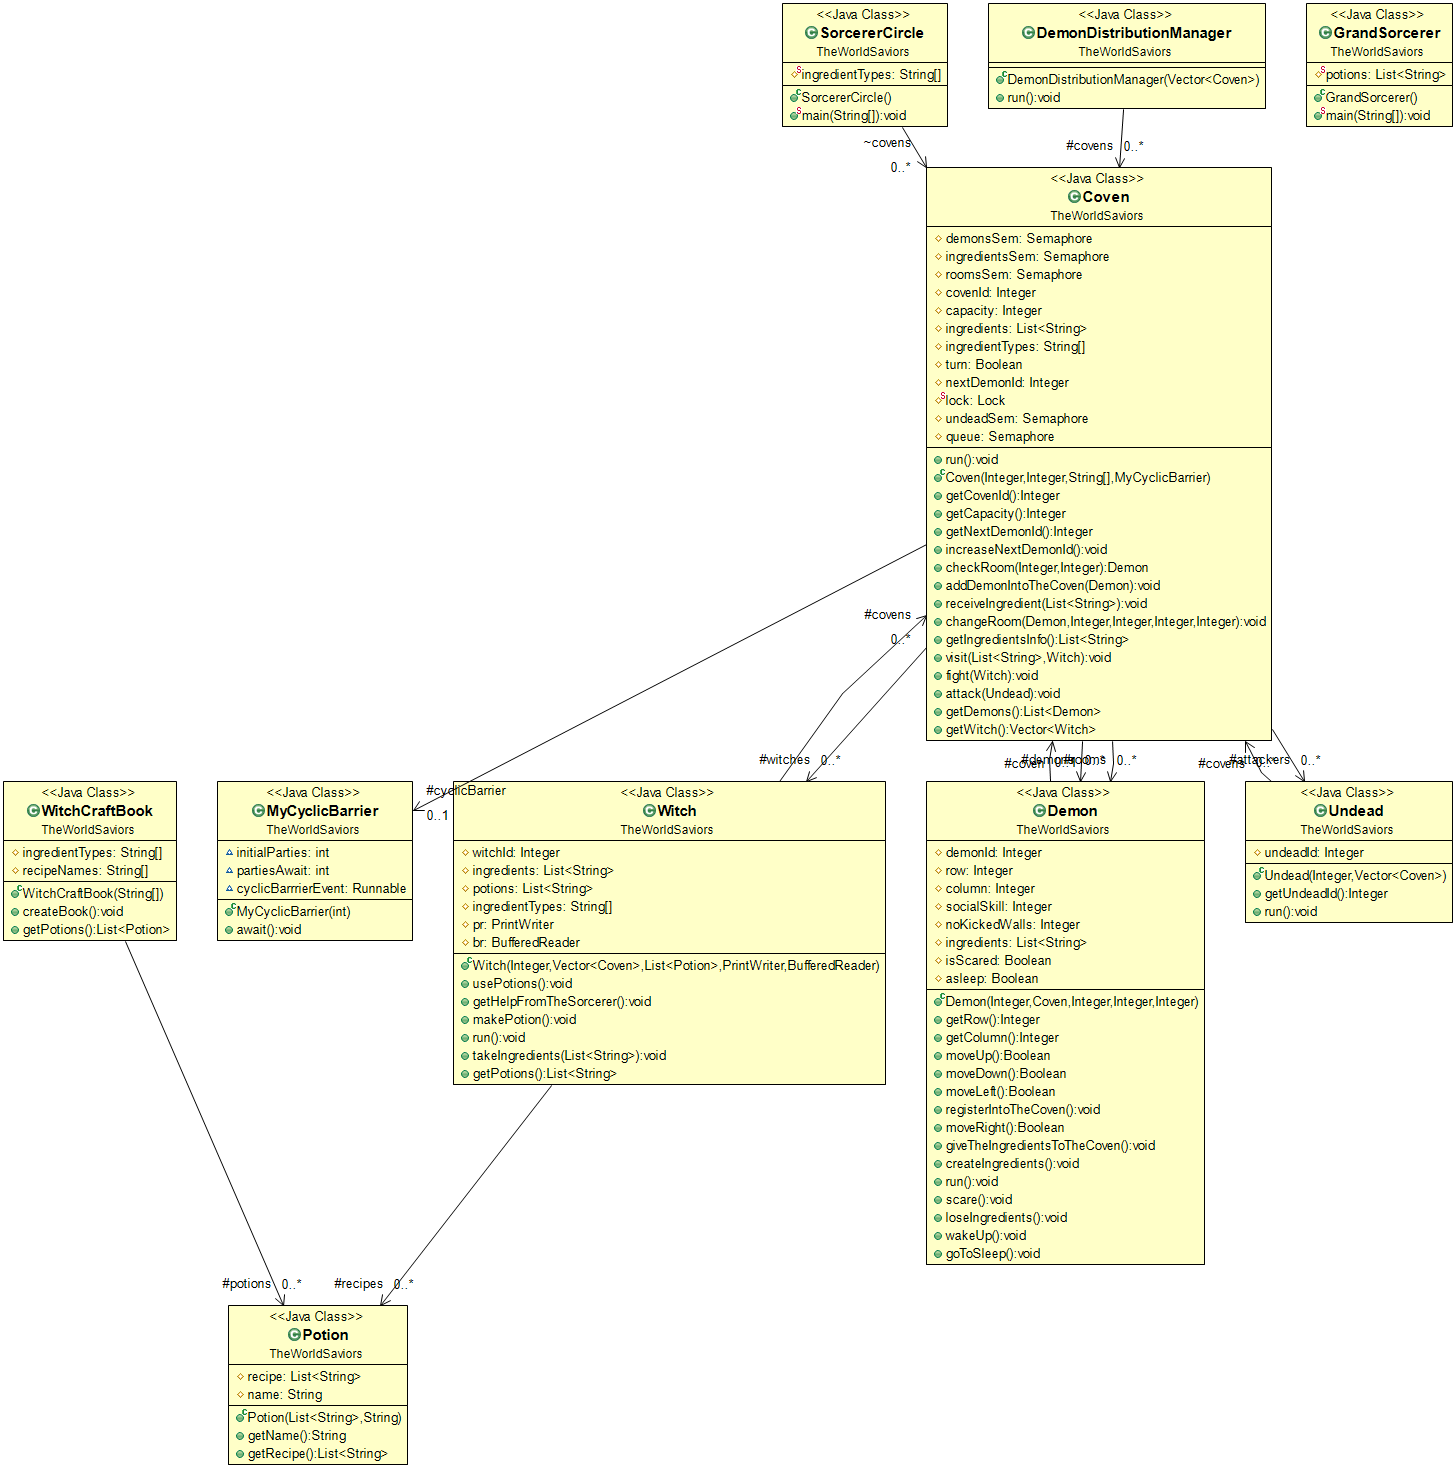 <<Java Class>>
SorcererCircle
TheWorldSaviors
ingredientTypes: String[]
SorcererCircle()
main(String[]):void
<<Java Class>>
DemonDistributionManager
TheWorldSaviors
DemonDistributionManager(Vector<Coven>)
run():void
<<Java Class>>
GrandSorcerer
TheWorldSaviors
potions: List<String>
GrandSorcerer()
main(String[]):void
~covens
0..*
#covens
0..*
<<Java Class>>
Coven
TheWorldSaviors
demonsSem: Semaphore
ingredientsSem: Semaphore
roomsSem: Semaphore
covenId: Integer
capacity: Integer
ingredients: List<String>
ingredientTypes: String[]
turn: Boolean
nextDemonId: Integer
lock: Lock
undeadSem: Semaphore
queue: Semaphore
run():void
Coven(Integer,Integer,String[],MyCyclicBarrier)
getCovenId():Integer
getCapacity():Integer
getNextDemonId():Integer
increaseNextDemonId():void
checkRoom(Integer,Integer):Demon
addDemonIntoTheCoven(Demon):void
receiveIngredient(List<String>):void
changeRoom(Demon,Integer,Integer,Integer,Integer):void
getIngredientsInfo():List<String>
visit(List<String>,Witch):void
fight(Witch):void
attack(Undead):void
getDemons():List<Demon>
getWitch():Vector<Witch>
#covens
0..*
#witches
0..*
#coven
#demons
#rooms
0..*
#covens
#attackers
0..*
#cyclicBarrier
0..1
<<Java Class>>
WitchCraftBook
TheWorldSaviors
ingredientTypes: String[]
recipeNames: String[]
WitchCraftBook(String[])
createBook():void
getPotions():List<Potion>
<<Java Class>>
MyCyclicBarrier
TheWorldSaviors
initialParties: int
partiesAwait: int
cyclicBarrrierEvent: Runnable
MyCyclicBarrier(int)
await():void
<<Java Class>>
Witch
TheWorldSaviors
witchId: Integer
ingredients: List<String>
potions: List<String>
ingredientTypes: String[]
pr: PrintWriter
br: BufferedReader
Witch(Integer,Vector<Coven>,List<Potion>,PrintWriter,BufferedReader)
usePotions():void
getHelpFromTheSorcerer():void
makePotion():void
run():void
takeIngredients(List<String>):void
getPotions():List<String>
<<Java Class>>
Demon
TheWorldSaviors
demonId: Integer
row: Integer
column: Integer
socialSkill: Integer
noKickedWalls: Integer
ingredients: List<String>
isScared: Boolean
asleep: Boolean
Demon(Integer,Coven,Integer,Integer,Integer)
getRow():Integer
getColumn():Integer
moveUp():Boolean
moveDown():Boolean
moveLeft():Boolean
registerIntoTheCoven():void
moveRight():Boolean
giveTheIngredientsToTheCoven():void
createIngredients():void
run():void
scare():void
loseIngredients():void
wakeUp():void
goToSleep():void
<<Java Class>>
Undead
TheWorldSaviors
undeadId: Integer
Undead(Integer,Vector<Coven>)
getUndeadId():Integer
run():void
#potions
0..*
#recipes
0..*
<<Java Class>>
Potion
TheWorldSaviors
recipe: List<String>
name: String
Potion(List<String>,String)
getName():String
getRecipe():List<String>